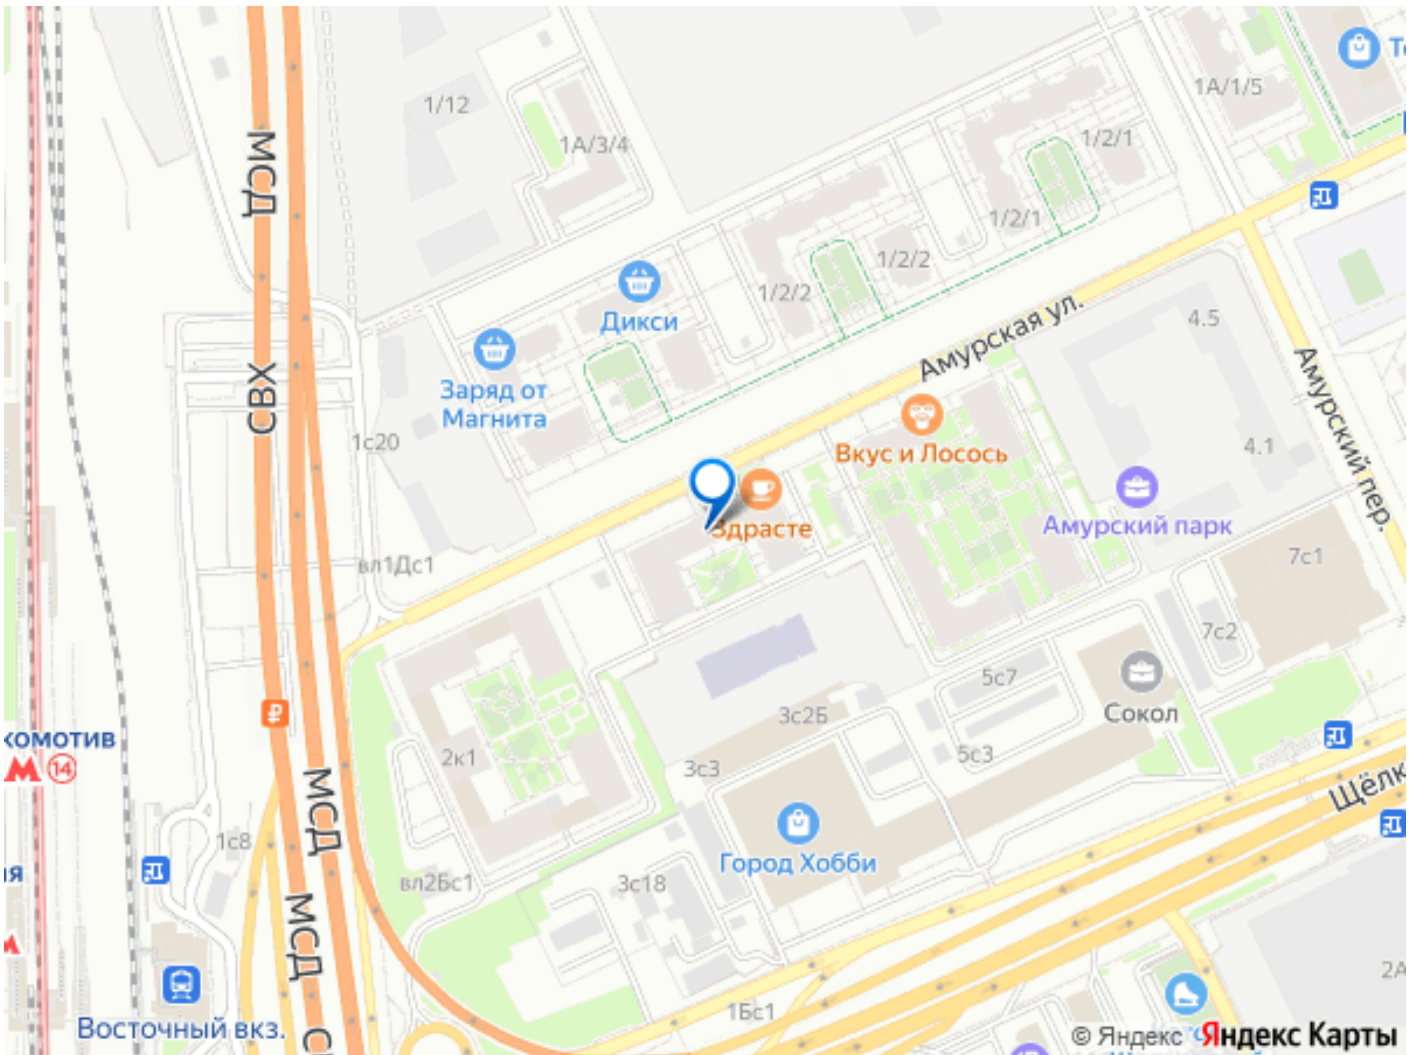 1/12
1А/3/4
1А/1/5
1/2/1
1/2/1
1/2/2
1/2/2
МСД
Дикси
Заряд от
Магнита
СВХ
1с20
Амурская ул.
4.5
4.1
Амурский пер.
Вкус и Лосось
Здрасте
Амурский парк
вл1Дс1
7с1
7с2
5с7
Сокол
3с2Б
5с3
3с3
2к1
комотив
14
МСД
Щёлк
Город Хобби
1с8
вл2Бс1
3с18
МСД
1Бс1
2А
Восточный вкз.
© Яндекс
Яндекс Карты